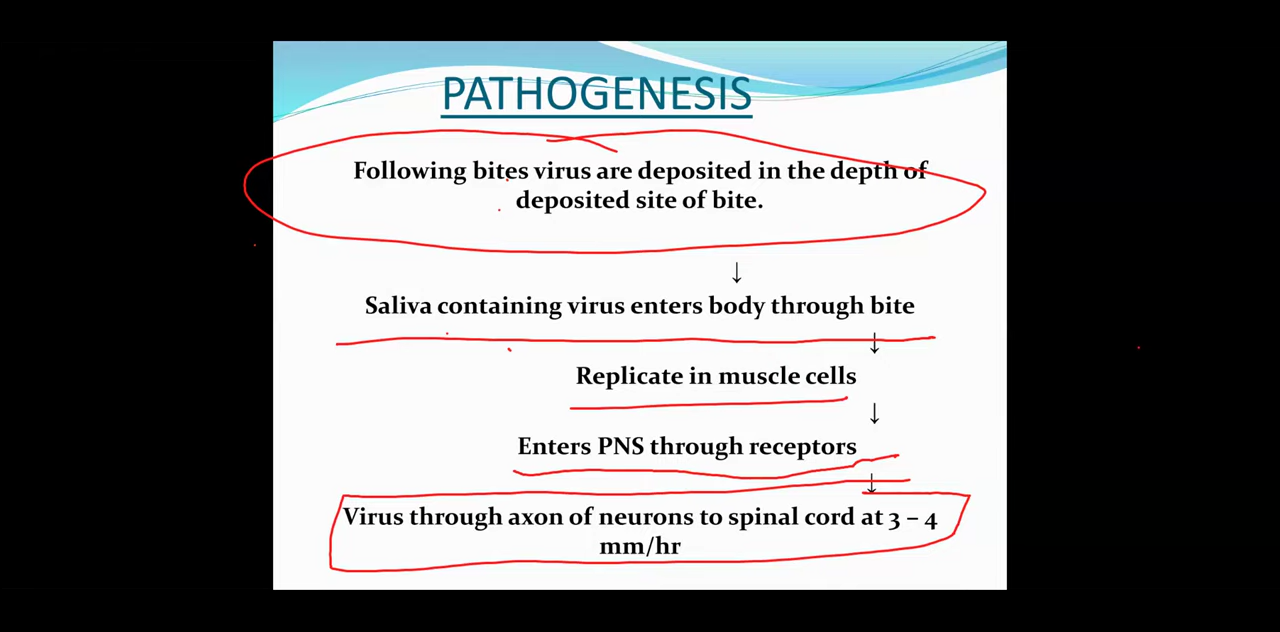 PATHOGENESIS
Following bites virus are deposited in the depth of
deposited site of bite.
↓
Saliva containing virus enters body through bite
↓
Replicate in muscle cells
↓
Enters PNS through receptors
↓
Virus through axon of neurons to spinal cord at 3 – 4
mm/hr